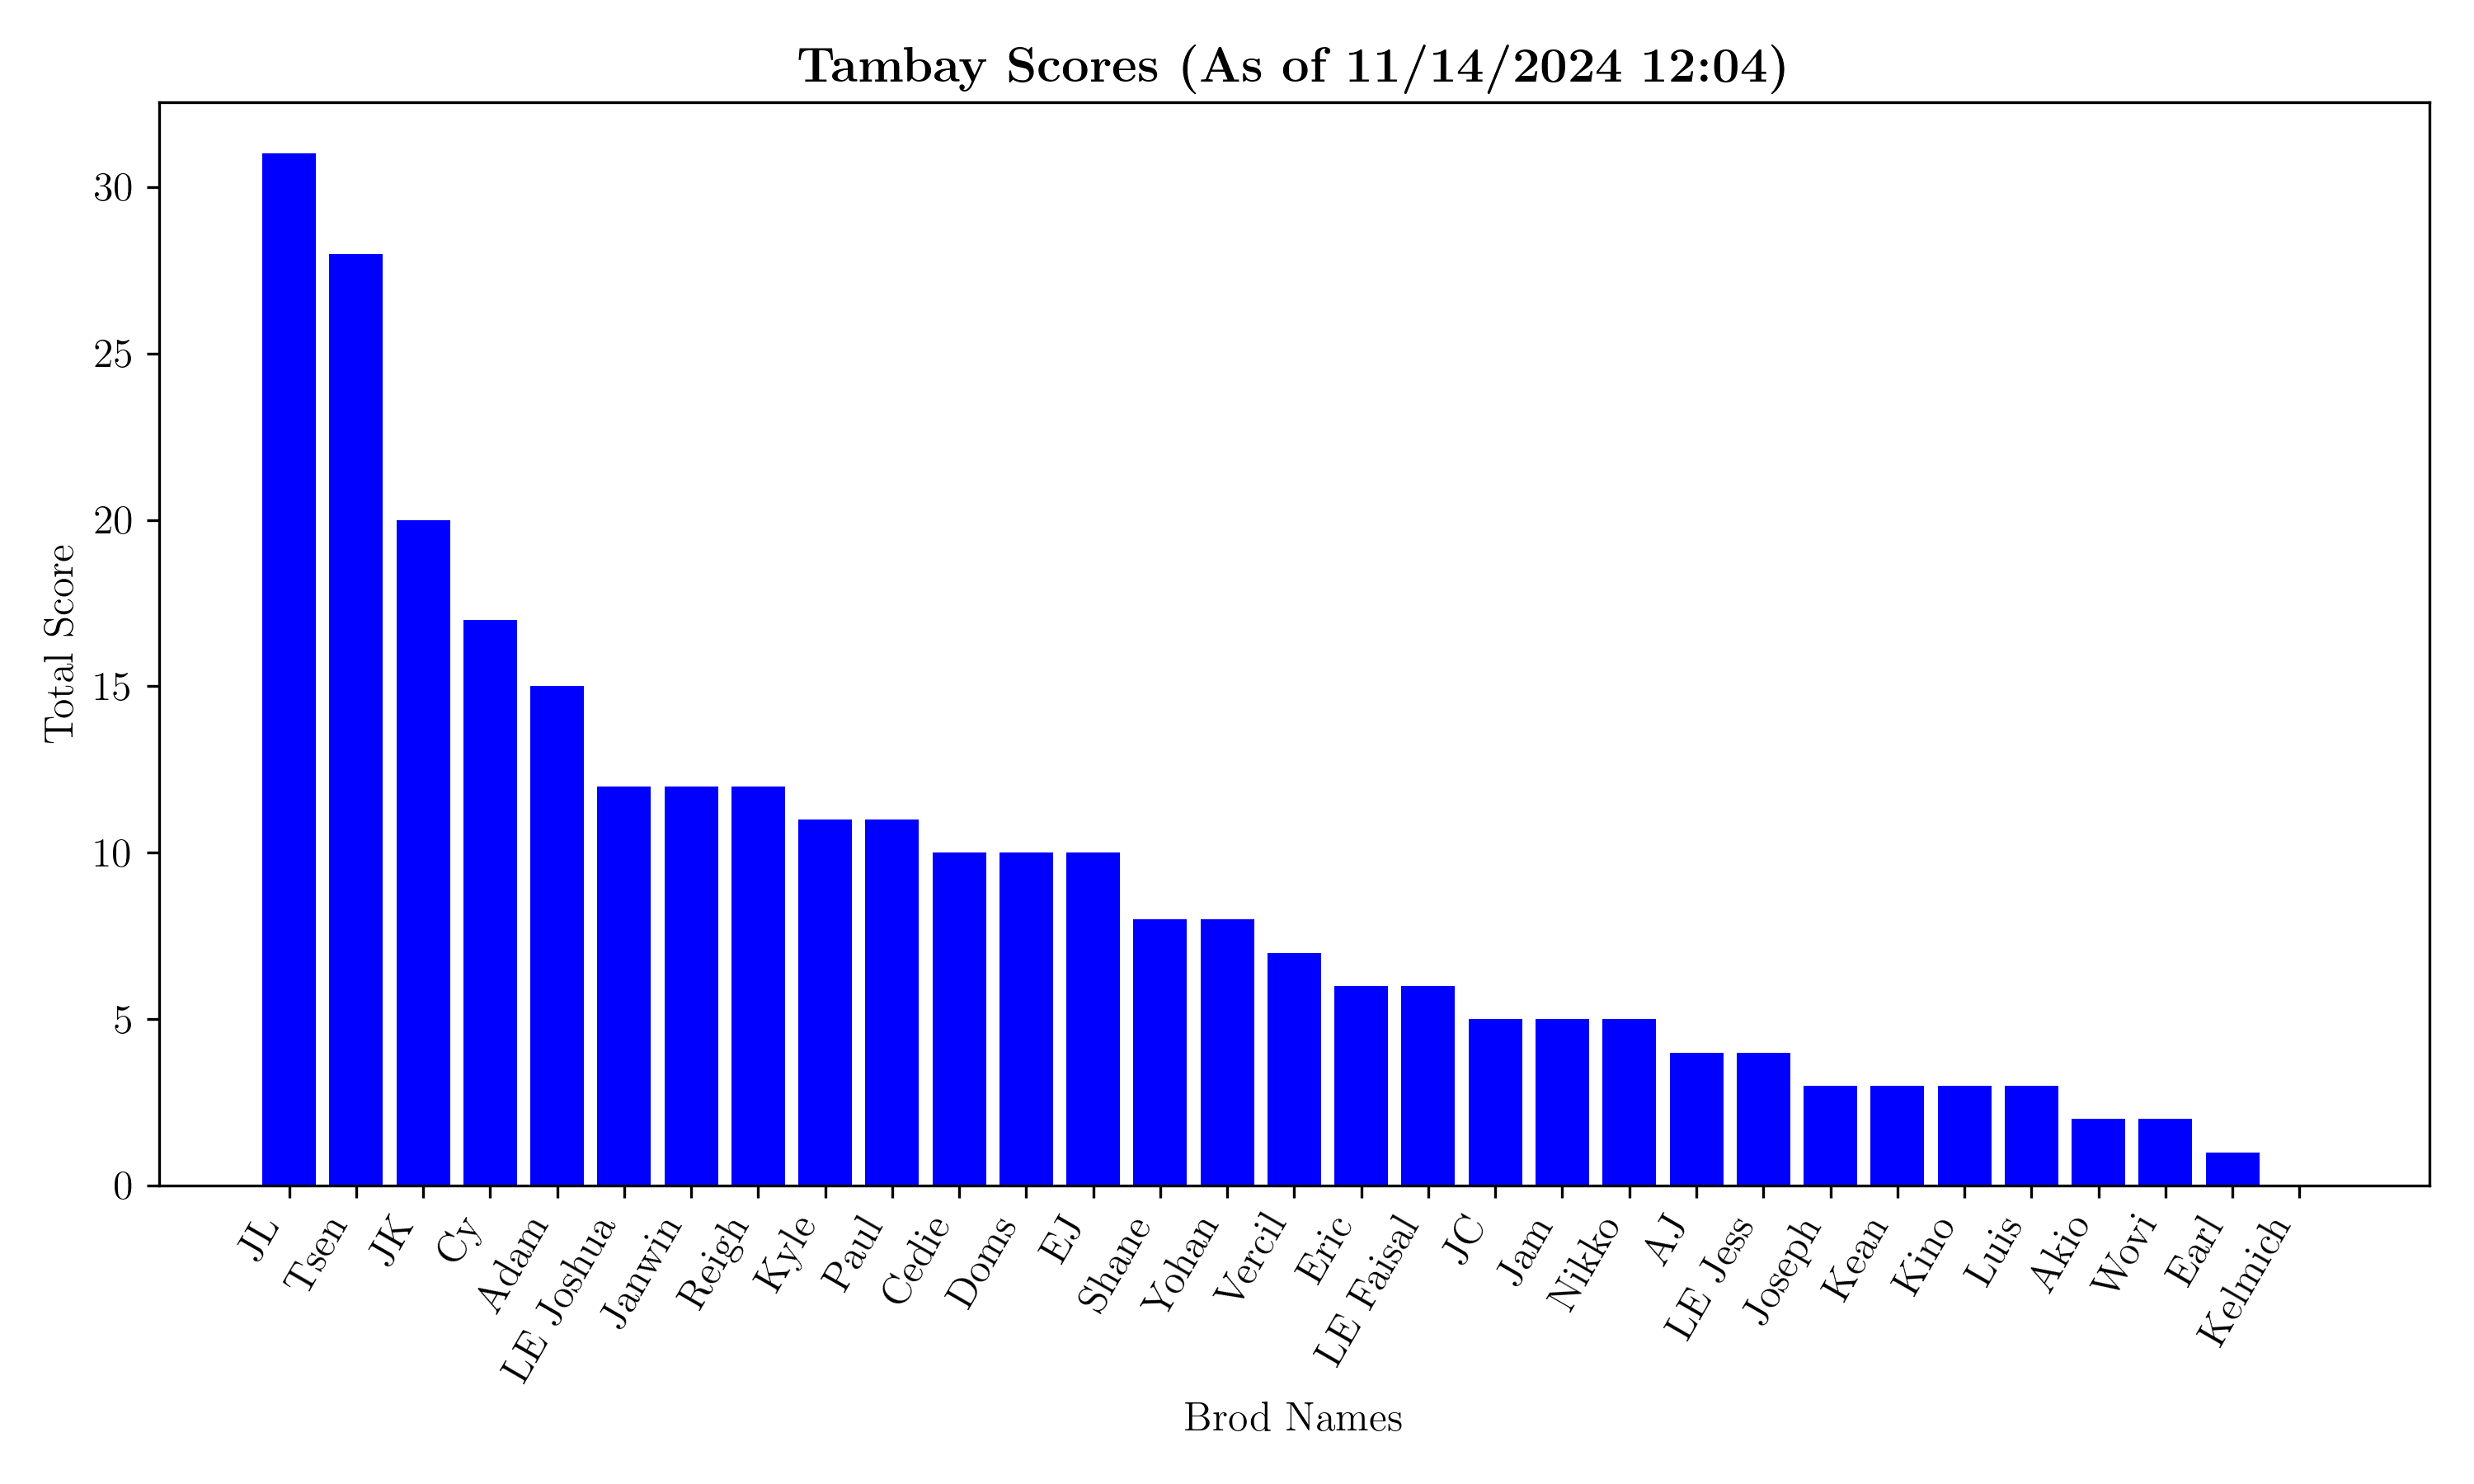 Tambay Scores (As of 11/14/2024 12:04)
Total Score
30
25
20
15
10
5
0
JL
Tsen
JK
Cy
Adam
LE Joshua
Janwin
Reigh
Kyle
Paul
Cedie
Doms
EJ
Shane
Yohan
Vercil
Eric
LE Faisal
JC
Jam
Nikko
AJ
LE Jess
Joseph
Kean
Kino
Luis
Akio
Wovi
Earl
Kelmich
Brod Names